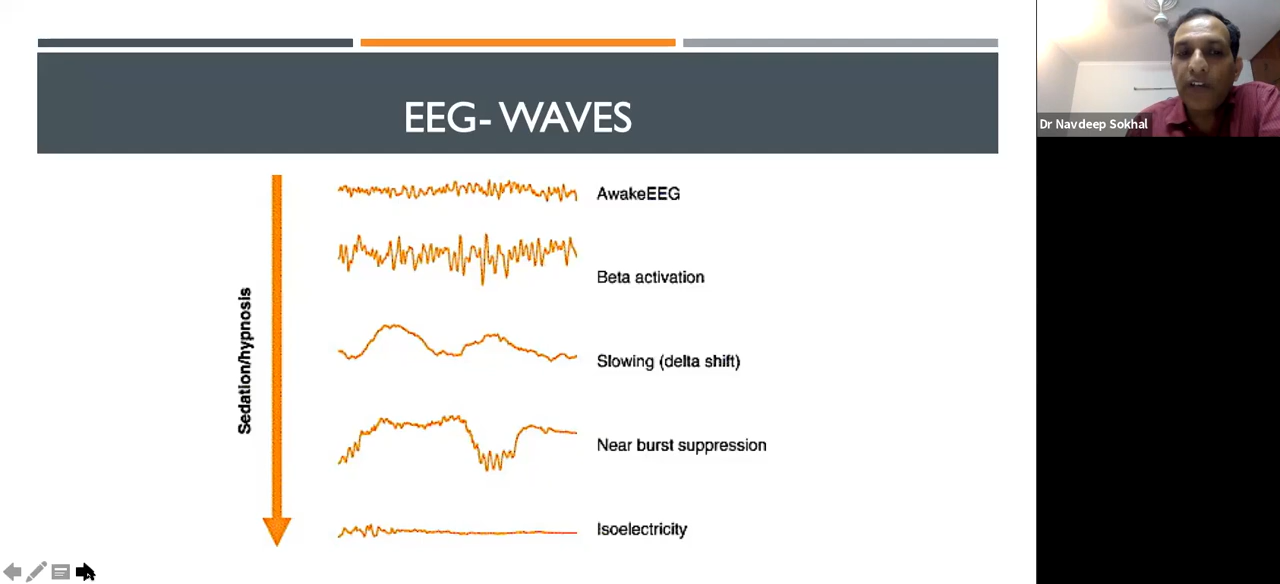 EEG- WAVES
Dr Navdeep Sokhal
Sedation/hypnosis
AwakeEEG
Beta activation
Slowing (delta shift)
Near burst suppression
Isoelectricity